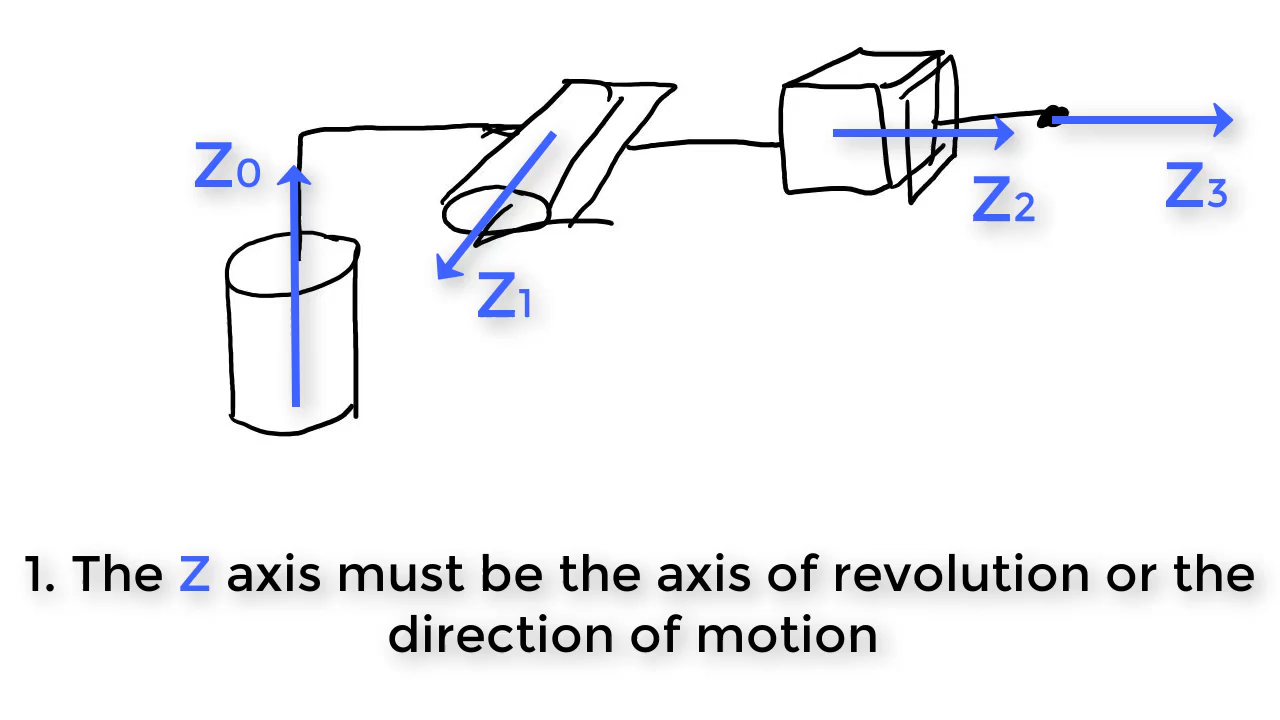 Z0
Z1
Z2
Z3
1. The Z axis must be the axis of revolution or the
direction of motion